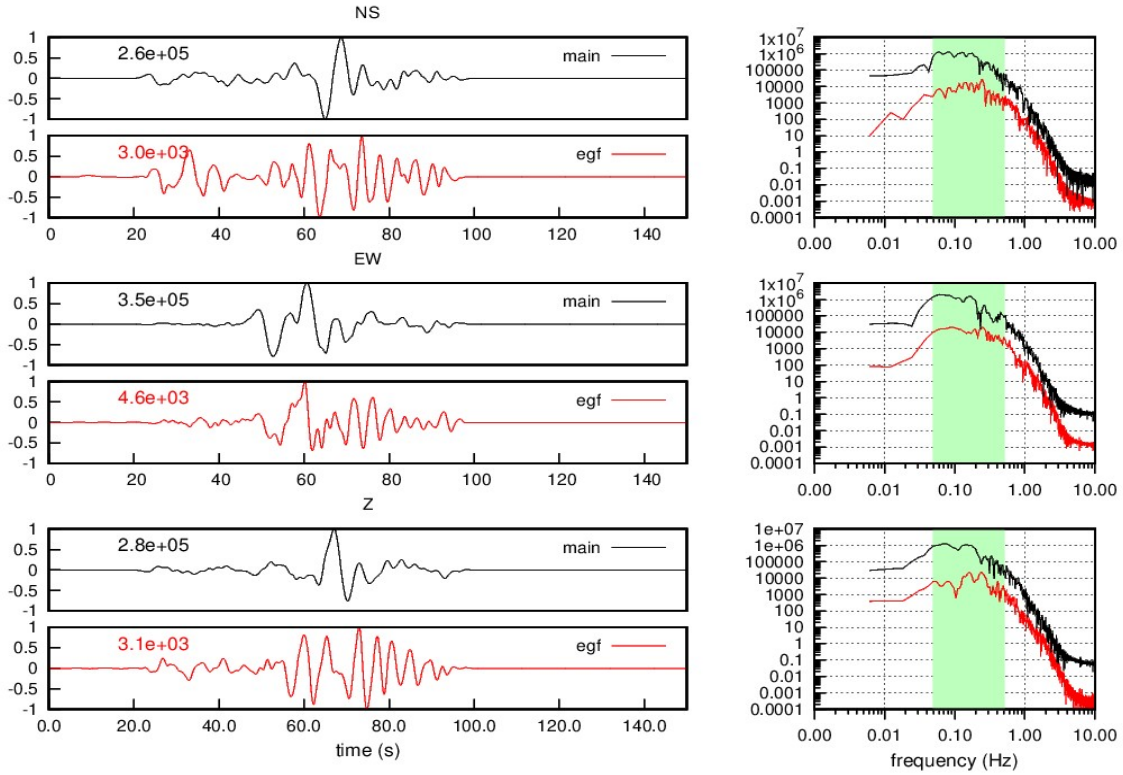 NS
1
0.5
0
-0.5
-1
2.6e+05
main
1
0.5
0
-0.5
-1
3.0e+03
egf
0 20 40 60 80 100 120 140
1x10^7
1x10^6
100000
10000
1000
100
10
1
0.1
0.01
0.001
0.0001
0.00 0.01 0.10 1.00 10.00
EW
1
0.5
0
-0.5
-1
3.5e+05
main
1
0.5
0
-0.5
-1
4.6e+03
egf
0 20 40 60 80 100 120 140
1x10^7
1x10^6
100000
10000
1000
100
10
1
0.1
0.01
0.001
0.0001
0.00 0.01 0.10 1.00 10.00
Z
1
0.5
0
-0.5
-1
2.8e+05
main
1
0.5
0
-0.5
-1
3.1e+03
egf
0.0 20.0 40.0 60.0 80.0 100.0 120.0 140.0
time (s)
1e+07
1e+06
100000
10000
1000
100
10
1
0.1
0.01
0.001
0.0001
0.00 0.01 0.10 1.00 10.00
frequency (Hz)